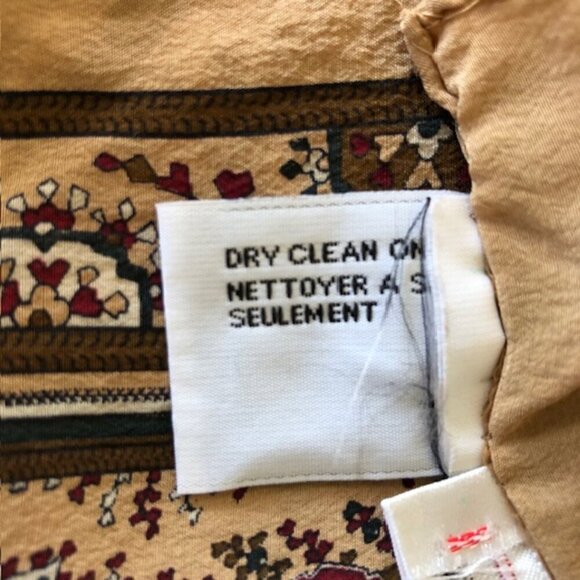 DRY CLEAN ON
NETTOYER A S
SEULEMENT